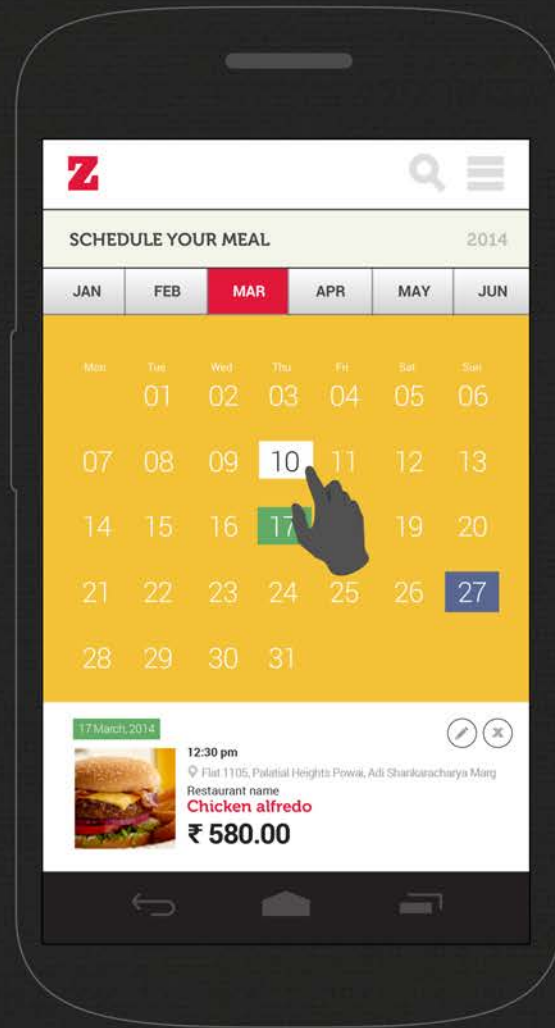 Z
SCHEDULE YOUR MEAL 2014
JAN FEB MAR APR MAY JUN
Mon Tue Wed Thu Fri Sat Sun
01 02 03 04 05 06
07 08 09 10 11 12 13
14 15 16 17 19 20
21 22 23 24 25 26 27
28 29 30 31
17 March, 2014
12:30 pm
Flat 1105, Palatial Heights Powai, Adi Shankaracharya Marg
Restaurant name
Chicken alfredo
₹ 580.00